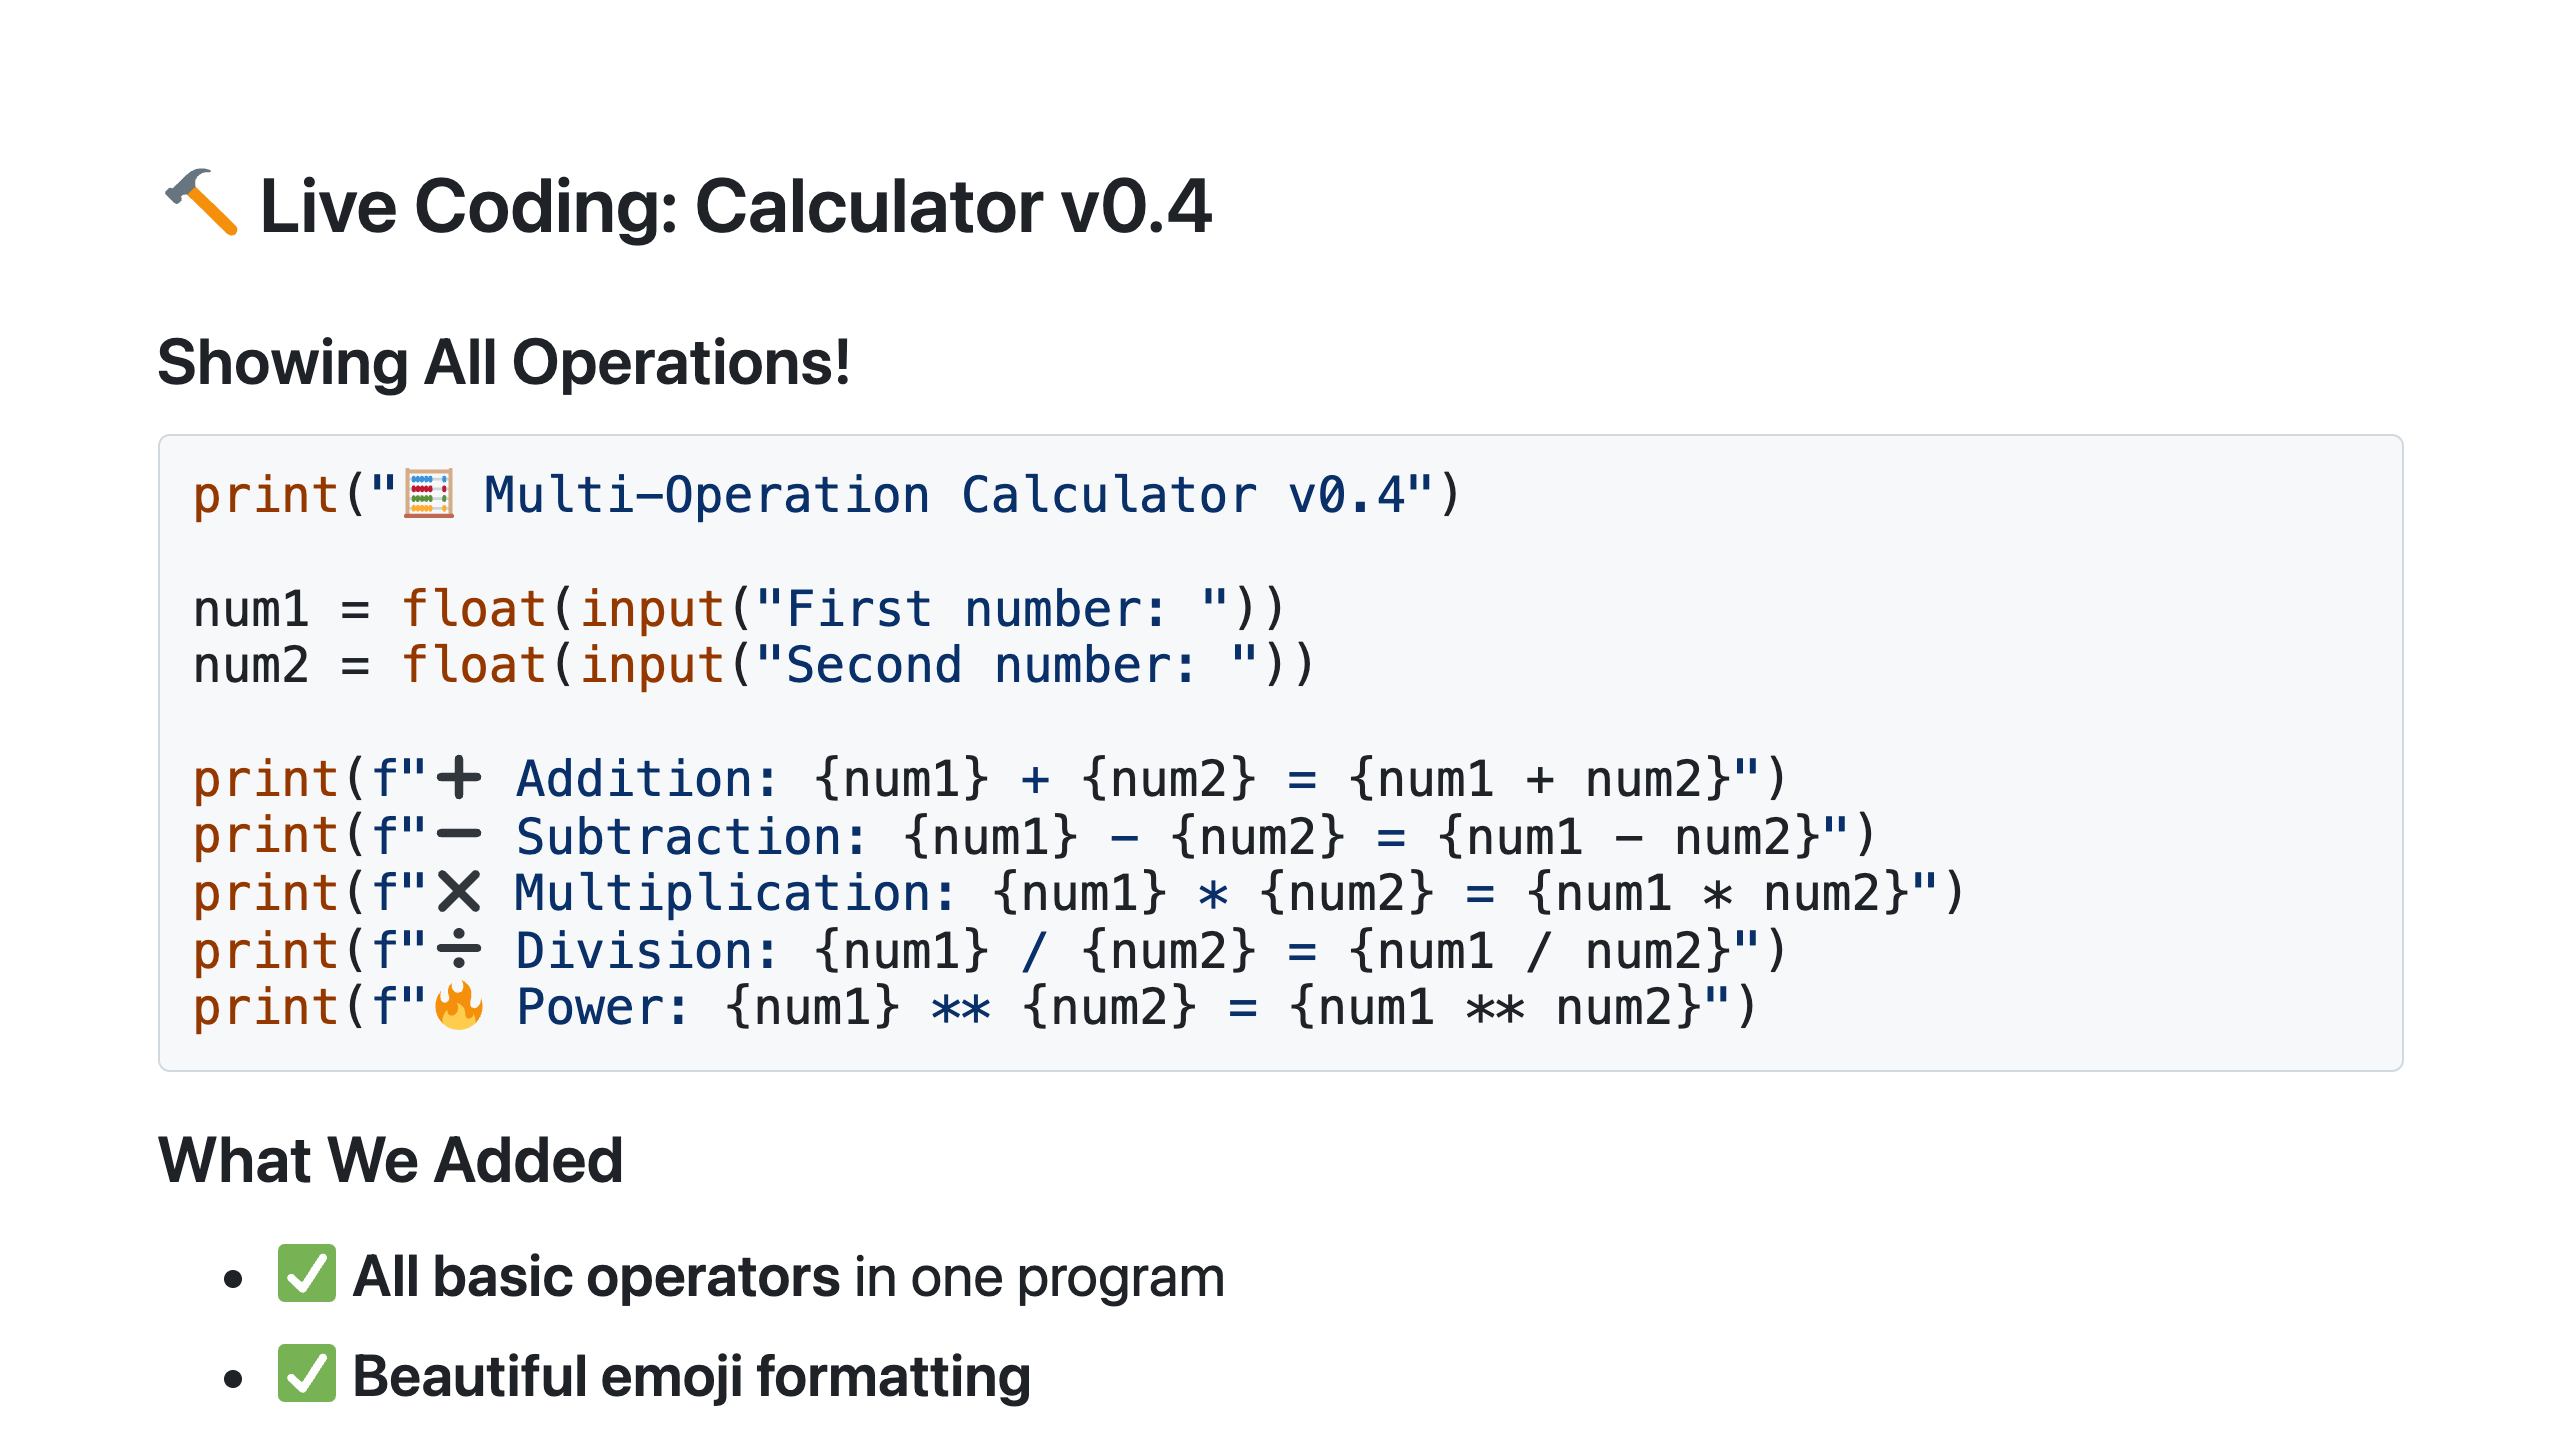 🔨 Live Coding: Calculator v0.4
Showing All Operations!
print("🧮 Multi-Operation Calculator v0.4")
num1 = float(input("First number: "))
num2 = float(input("Second number: "))
print(f"➕ Addition: {num1} + {num2} = {num1 + num2}")
print(f"➖ Subtraction: {num1} - {num2} = {num1 - num2}")
print(f"✖️ Multiplication: {num1} * {num2} = {num1 * num2}")
print(f"➗ Division: {num1} / {num2} = {num1 / num2}")
print(f"🔥 Power: {num1} ** {num2} = {num1 ** num2}")
What We Added
• ✅ All basic operators in one program
• ✅ Beautiful emoji formatting